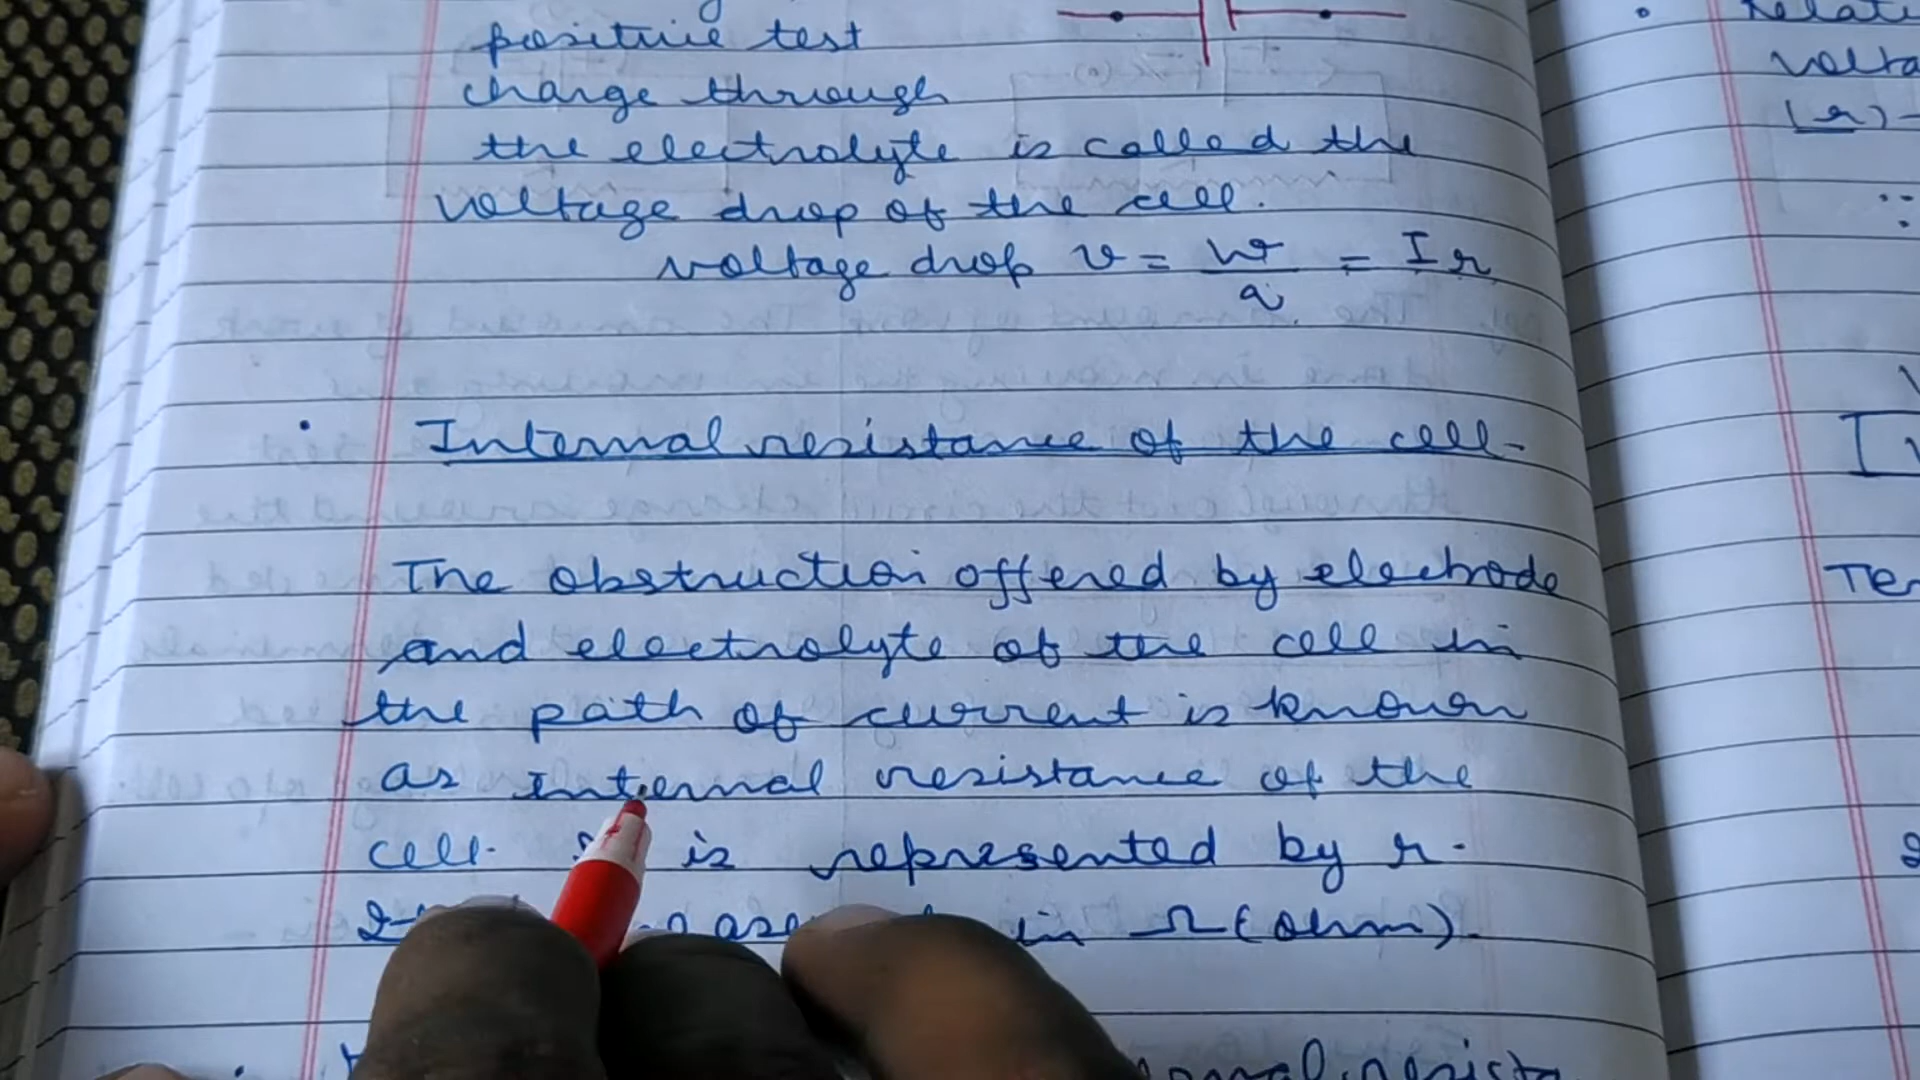 positive test
charge through
the electrolyte is called the
voltage drop of the cell.
voltage drop v = W / q = Ir
• Internal resistance of the cell-
The obstruction offered by electrode
and electrolyte of the cell in
the path of current is known
as internal resistance of the
cell. is represented by r.
in Ω (ohm).